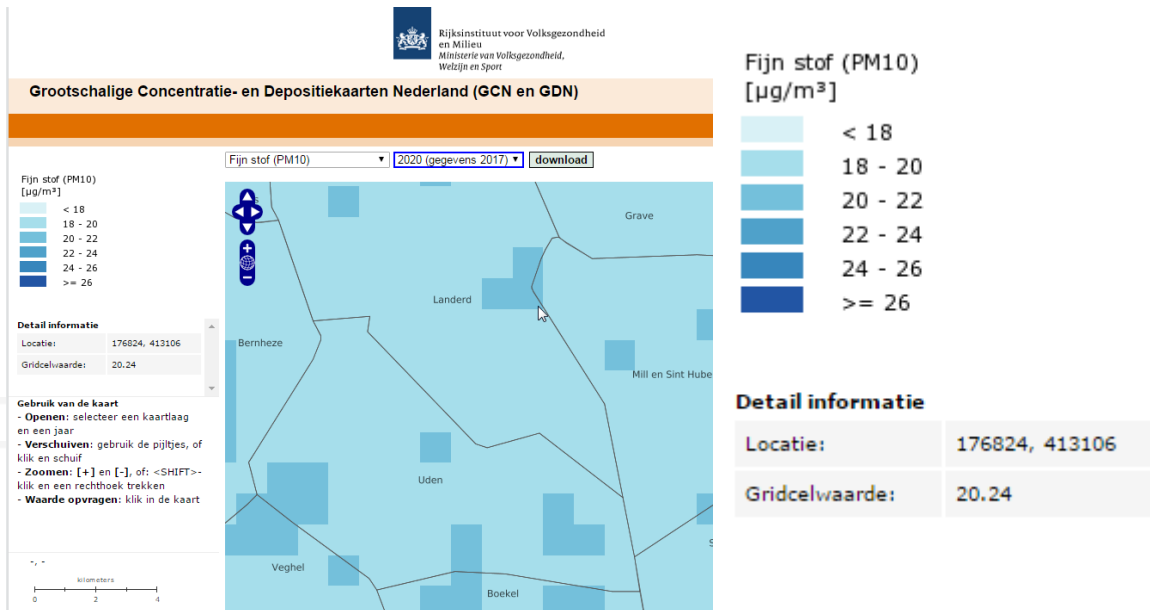 Rijksinstituut voor Volksgezondheid
en Milieu
Ministerie van Volksgezondheid,
Welzijn en Sport
Grootschalige Concentratie- en Depositiekaarten Nederland (GCN en GDN)
Fijn stof (PM10)
2020 (gegevens 2017)
download
Fijn stof (PM10)
[µg/m³]
< 18
18 - 20
20 - 22
22 - 24
24 - 26
>= 26
Detail informatie
Locatie: 176824, 413106
Gridcelwaarde: 20.24
Gebruik van de kaart
- Openen: selecteer een kaartlaag
en een jaar
- Verschuiven: gebruik de pijltjes, of
klik en schuif
- Zoomen: [+] en [-], of: <SHIFT>-
klik en een rechthoek trekken
- Waarde opvragen: klik in de kaart
-, -
kilometers
0 2 4
Grave
Landerd
Bernheze
Mill en Sint Hube
Uden
Veghel
Boekel
Fijn stof (PM10)
[µg/m³]
< 18
18 - 20
20 - 22
22 - 24
24 - 26
>= 26
Detail informatie
Locatie: 176824, 413106
Gridcelwaarde: 20.24